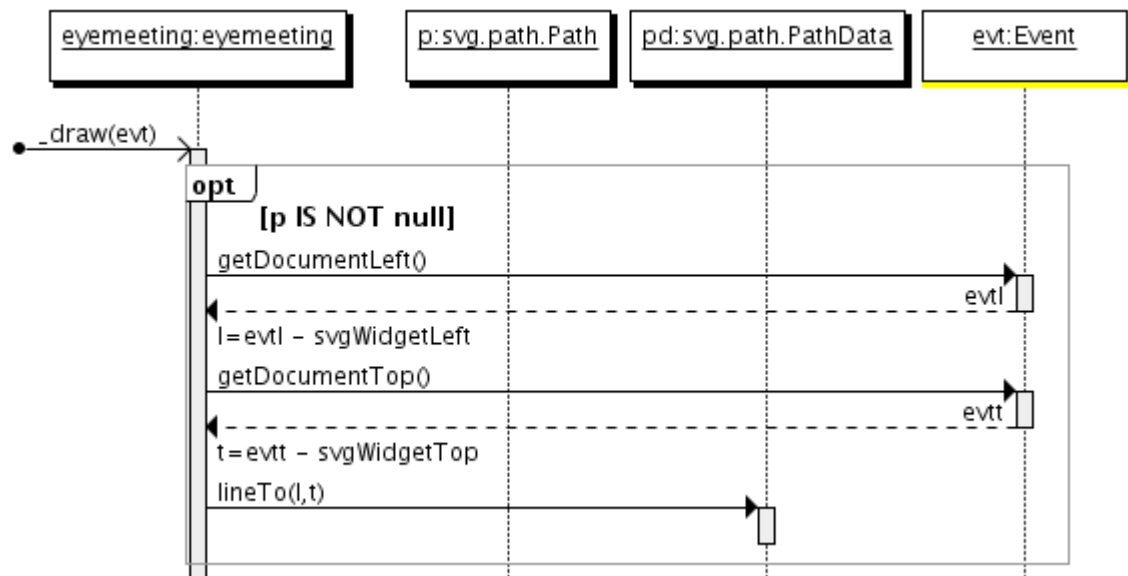 eyemeeting:eyemeeting
p:svg.path.Path
pd:svg.path.PathData
evt:Event
_draw(evt)
opt
[p IS NOT null]
getDocumentLeft()
evtl
l=evtl - svgWidgetLeft
getDocumentTop()
evtt
t=evtt - svgWidgetTop
lineTo(l,t)